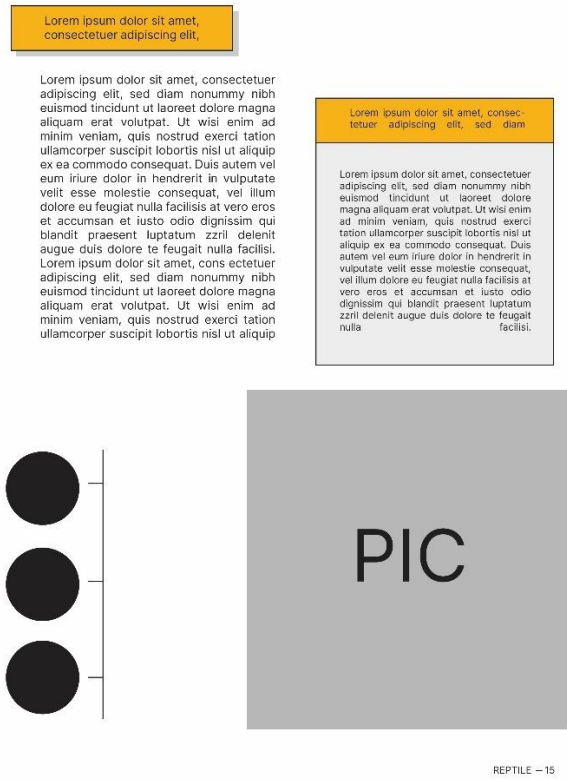 Lorem ipsum dolor sit amet,
consectetuer adipiscing elit,
Lorem ipsum dolor sit amet, consectetuer
adipiscing elit, sed diam nonummy nibh
euismod tincidunt ut laoreet dolore magna
aliquam erat volutpat. Ut wisi enim ad
minim veniam, quis nostrud exerci tation
ullamcorper suscipit lobortis nisl ut aliquip
ex ea commodo consequat. Duis autem vel
eum iriure dolor in hendrerit in vulputate
velit esse molestie consequat, vel illum
dolore eu feugiat nulla facilisis at vero eros
et accumsan et iusto odio dignissim qui
blandit praesent luptatum zzril delenit
augue duis dolore te feugait nulla facilisi.
Lorem ipsum dolor sit amet, cons ectetuer
adipiscing elit, sed diam nonummy nibh
euismod tincidunt ut laoreet dolore magna
aliquam erat volutpat. Ut wisi enim ad
minim veniam, quis nostrud exerci tation
ullamcorper suscipit lobortis nisl ut aliquip
Lorem ipsum dolor sit amet, consec-
tetuer adipiscing elit, sed diam
Lorem ipsum dolor sit amet, consectetuer
adipiscing elit, sed diam nonummy nibh
euismod tincidunt ut laoreet dolore
magna aliquam erat volutpat. Ut wisi enim
ad minim veniam, quis nostrud exerci
tation ullamcorper suscipit lobortis nisl ut
aliquip ex ea commodo consequat. Duis
autem vel eum iriure dolor in hendrerit in
vulputate velit esse molestie consequat,
vel illum dolore eu feugiat nulla facilisis at
vero eros et accumsan et iusto odio
dignissim qui blandit praesent luptatum
zzril delenit augue duis dolore te feugait
nulla facilisi.
PIC
REPTILE — 15